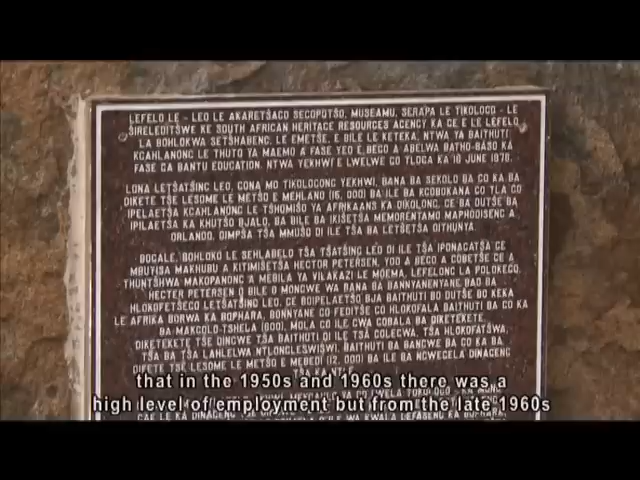 LEFELO LE - LEO LE AKARETŠAGO SEGOPUTŠO, MUSEAMU, SERAPA LE TIKOLOGO - LE
SIRELEDITSWE KE SOUTH AFRICAN HERITAGE RESOURCES AGENCY KA GE E LE LEFELO
LA BOHLOKWA SETŠHABENG. LE EMETŠE, E BILE LE KETEKA, NTWA YA BAITHUTI
KGAHLANONG LE THUTO YA MAEMO A FASE YEO E BEGO A ABELWA BATHO-BASO KA
FASE GA BANTU EDUCATION. NTWA YEKHWI E LWELWE GO TLOGA KA 16 JUNE 1976.
LONA LETŠATŠING LEO, GONA MO TIKOLOGONG YEKHWI, BANA BA SEKOLO BA GO KA BA
DIKETE TŠE LESOME LE METŠO E MEHLANO (15, 000) BA ILE BA KGOBOKANA GO TLA GO
IPELAETŠA KGAHLANONG LE TŠHOMIŠO YA AFRIKAANS KA DIKOLONG. GE BA DUTŠE BA
IPILAETŠA KA KHUTŠO BJALO, BA BILE BA IKIŠETŠA MEMORENTAMO MAPHODISENG A
ORLANDO, GIMPŠA TŠA MMUŠO DI ILE TŠA BA LETŠETŠA DITHUNYA.
BOGALE, BOHLOKO LE SEHLABELO TŠA TŠATŠING LEO DI ILE TŠA IPONAGATŠA GE
MBUYISA MAKHUBU A KITIMIŠETŠA HECTOR PETERSEN, YOO A BEGO A GOBETŠE GE A
THUNTŠHWA MAKOPANONG A MEBILA YA VILAKAZI LE MOEMA, LEFELONG LA POLOKEGO.
HECTER PETERSEN O BILE O MONGWE WA BANA BA BANNYANENYANE BAO BA
HLOKOFETŠEGO LETŠATŠING LEO. GE BOIPELAETŠO BJA BAITHUTI BO DUTŠE BO KEKA
LE AFRIKA BORWA KA BOPHARA, BONNYANE GO FEDITŠE GO HLOKOFALA BAITHUTI BA GO KA
BA MAKGOLO-TSHELA (600), MOLA GO ILE GWA GOBALA BA DIKETEKETE.
DIKETEKETE TŠE DINGWE TŠA BAITHUTI DI ILE TŠA GOLEGWA, TŠA HLOKOFATŠWA,
TŠA BA TŠA LAHLELWA NTLONGLESWISWI, BAITHUTI BA BANGWE BA GO KA BA
DIKETE TŠE LESOME LE METŠO E MEBEDI (12, 000) BA ILE BA NGWEGELA DINAGENG
TŠA KA NTLE
that in the 1950s and 1960s there was a
high level of employment but from the late 1960s